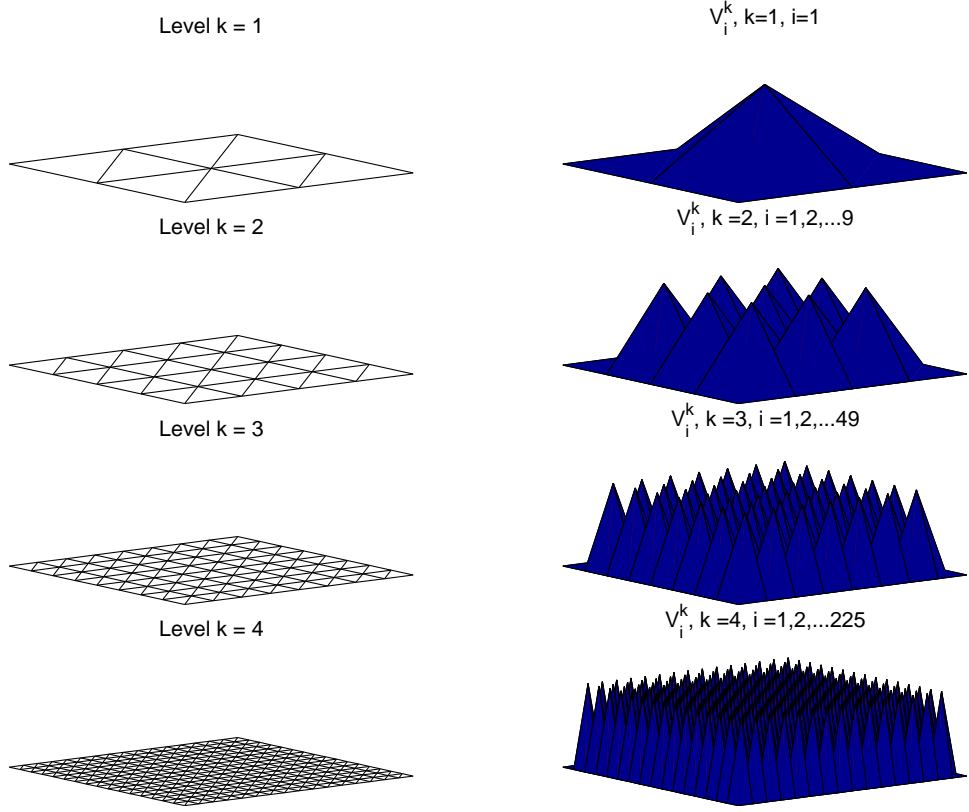 Level k = 1
V_i^k, k=1, i=1
Level k = 2
V_i^k, k =2, i =1,2,...9
Level k = 3
V_i^k, k =3, i =1,2,...49
Level k = 4
V_i^k, k =4, i =1,2,...225